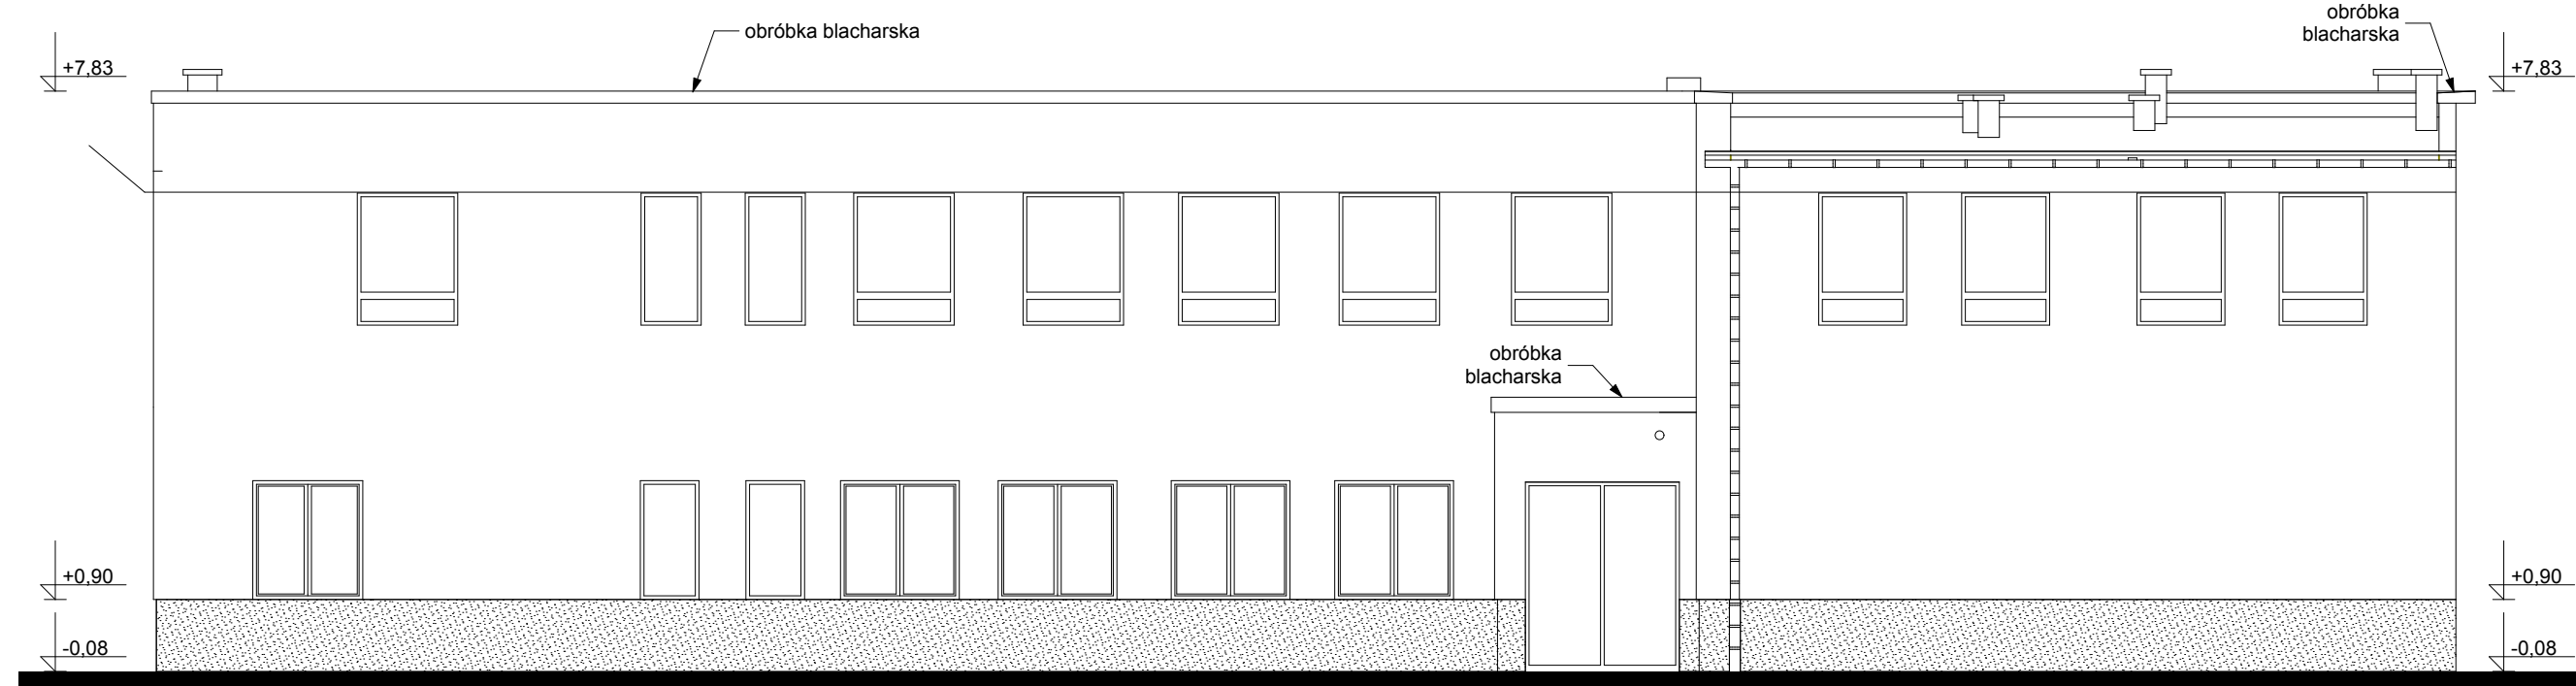 obróbka
blacharska
obróbka blacharska
+7,83
+7,83
obróbka
blacharska
+0,90
+0,90
-0,08
-0,08